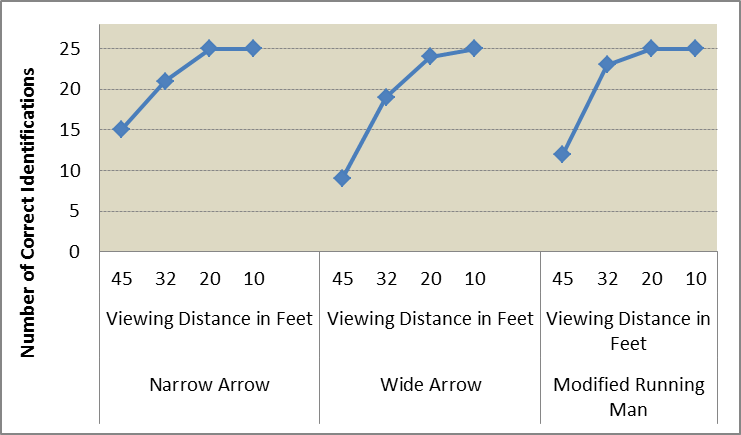 Number of Correct Identifications
25
20
15
10
5
0
45 32 20 10 45 32 20 10 45 32 20 10
Viewing Distance in Feet
Viewing Distance in Feet
Viewing Distance in
Feet
Narrow Arrow
Wide Arrow
Modified Running
Man